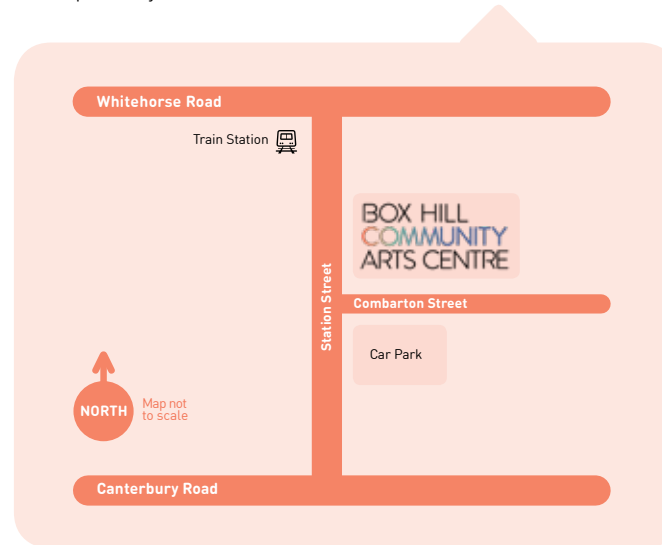 Whitehorse Road
Train Station
BOX HILL
COMMUNITY
ARTS CENTRE
Station Street
Combarton Street
Car Park
NORTH
Map not
to scale
Canterbury Road